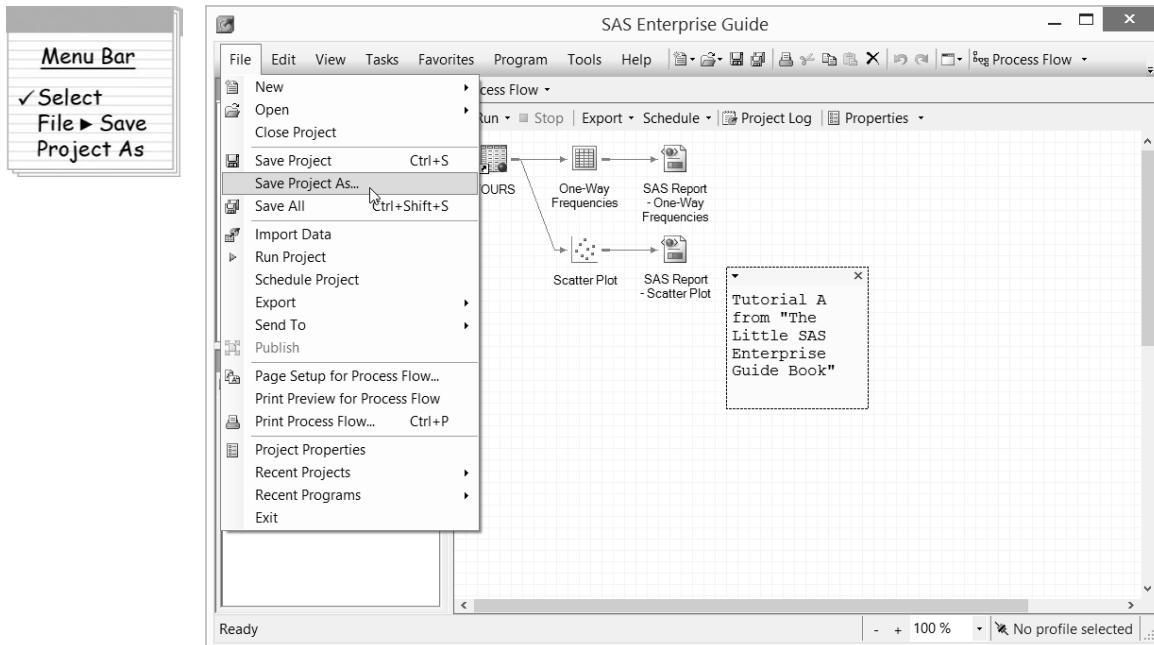 Menu Bar
✓ Select
File ► Save
Project As
SAS Enterprise Guide
File Edit View Tasks Favorites Program Tools Help Process Flow
cess Flow
Run Stop Export Schedule Project Log Properties
New
Open
Close Project
Save Project Ctrl+S
Save Project As...
Save All Ctrl+Shift+S
Import Data
Run Project
Schedule Project
Export
Send To
Publish
Page Setup for Process Flow...
Print Preview for Process Flow
Print Process Flow... Ctrl+P
Project Properties
Recent Projects
Recent Programs
Exit
OURS
One-Way
Frequencies
SAS Report
- One-Way
Frequencies
Scatter Plot
SAS Report
- Scatter Plot
Tutorial A
from "The
Little SAS
Enterprise
Guide Book"
Ready
- + 100 % No profile selected